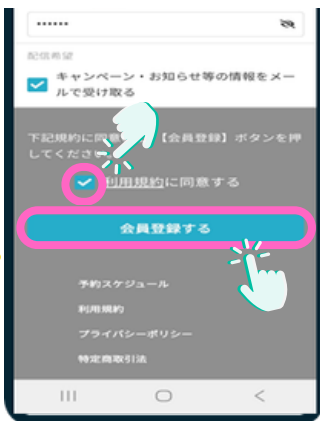 ••••••
配信希望
キャンペーン・お知らせ等の情報をメー
ルで受け取る
下記規約に同意 【会員登録】ボタンを押
してください
利用規約に同意する
会員登録する
予約スケジュール
利用規約
プライバシーポリシー
特定商取引法